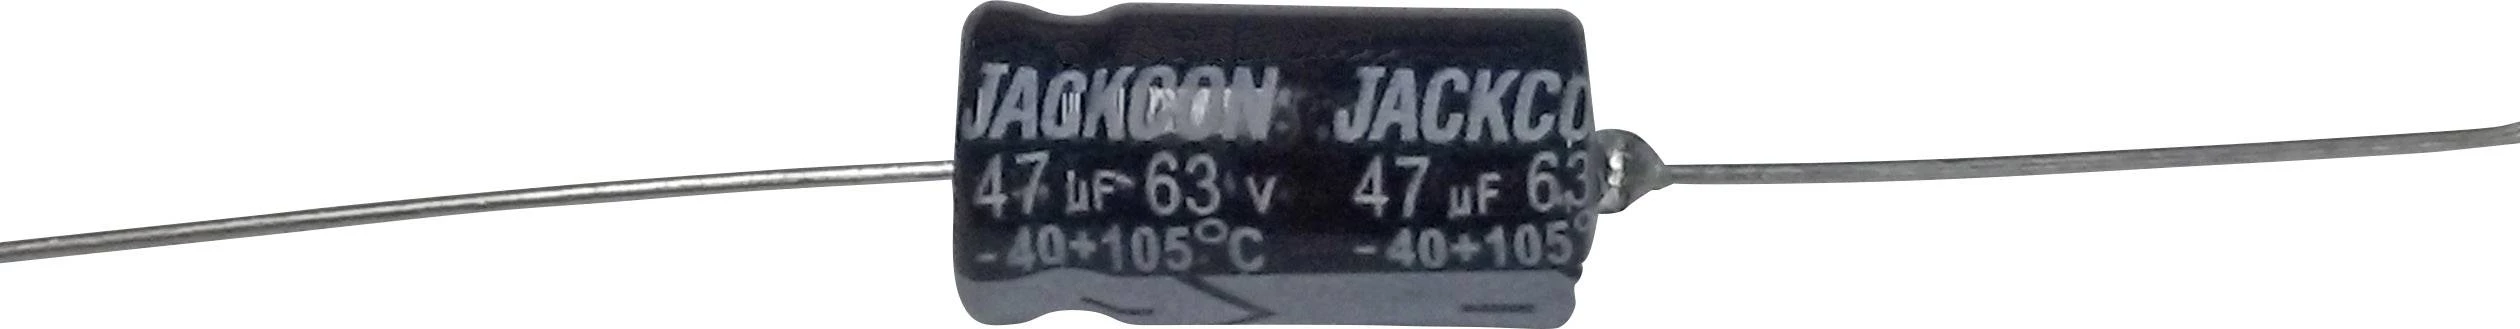 JACKCON JACKCO
47 µF 63 V 47 µF 63
-40+105°C -40+105°